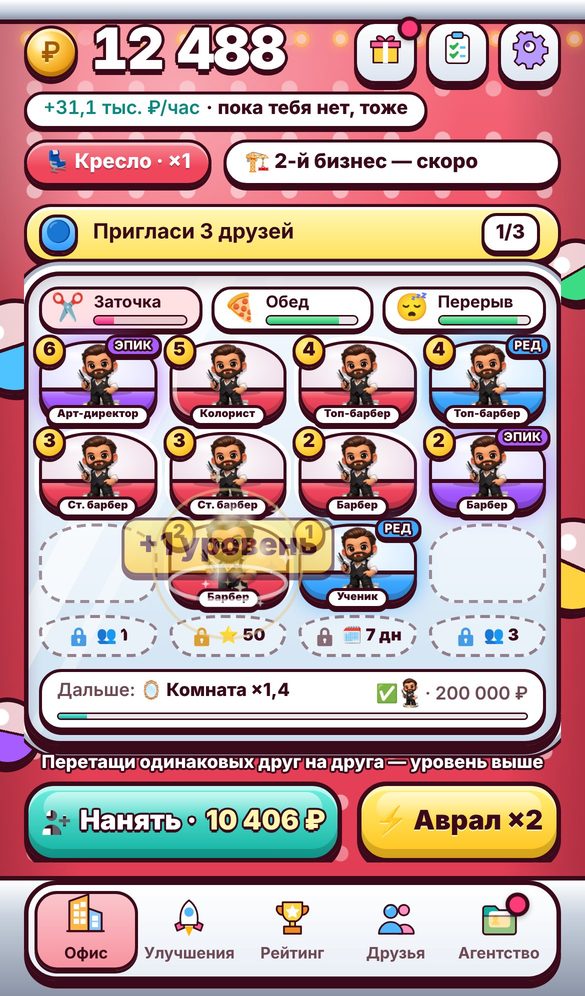 ₽ 12 488
+31,1 тыс. ₽/час · пока тебя нет, тоже
Кресло · ×1
2-й бизнес — скоро
Пригласи 3 друзей 1/3
Заточка Обед Перерыв
6 ЭПИК 5 4 4 РЕД
Арт-директор Колорист Топ-барбер Топ-барбер
3 3 2 2 ЭПИК
Ст. барбер Ст. барбер Барбер Барбер
2 1 РЕД
+1 уровень
Барбер Ученик
1 50 7 дн 3
Дальше: Комната ×1,4 · 200 000 ₽
Перетащи одинаковых друг на друга — уровень выше
Нанять · 10 406 ₽ Аврал ×2
Офис Улучшения Рейтинг Друзья Агентство